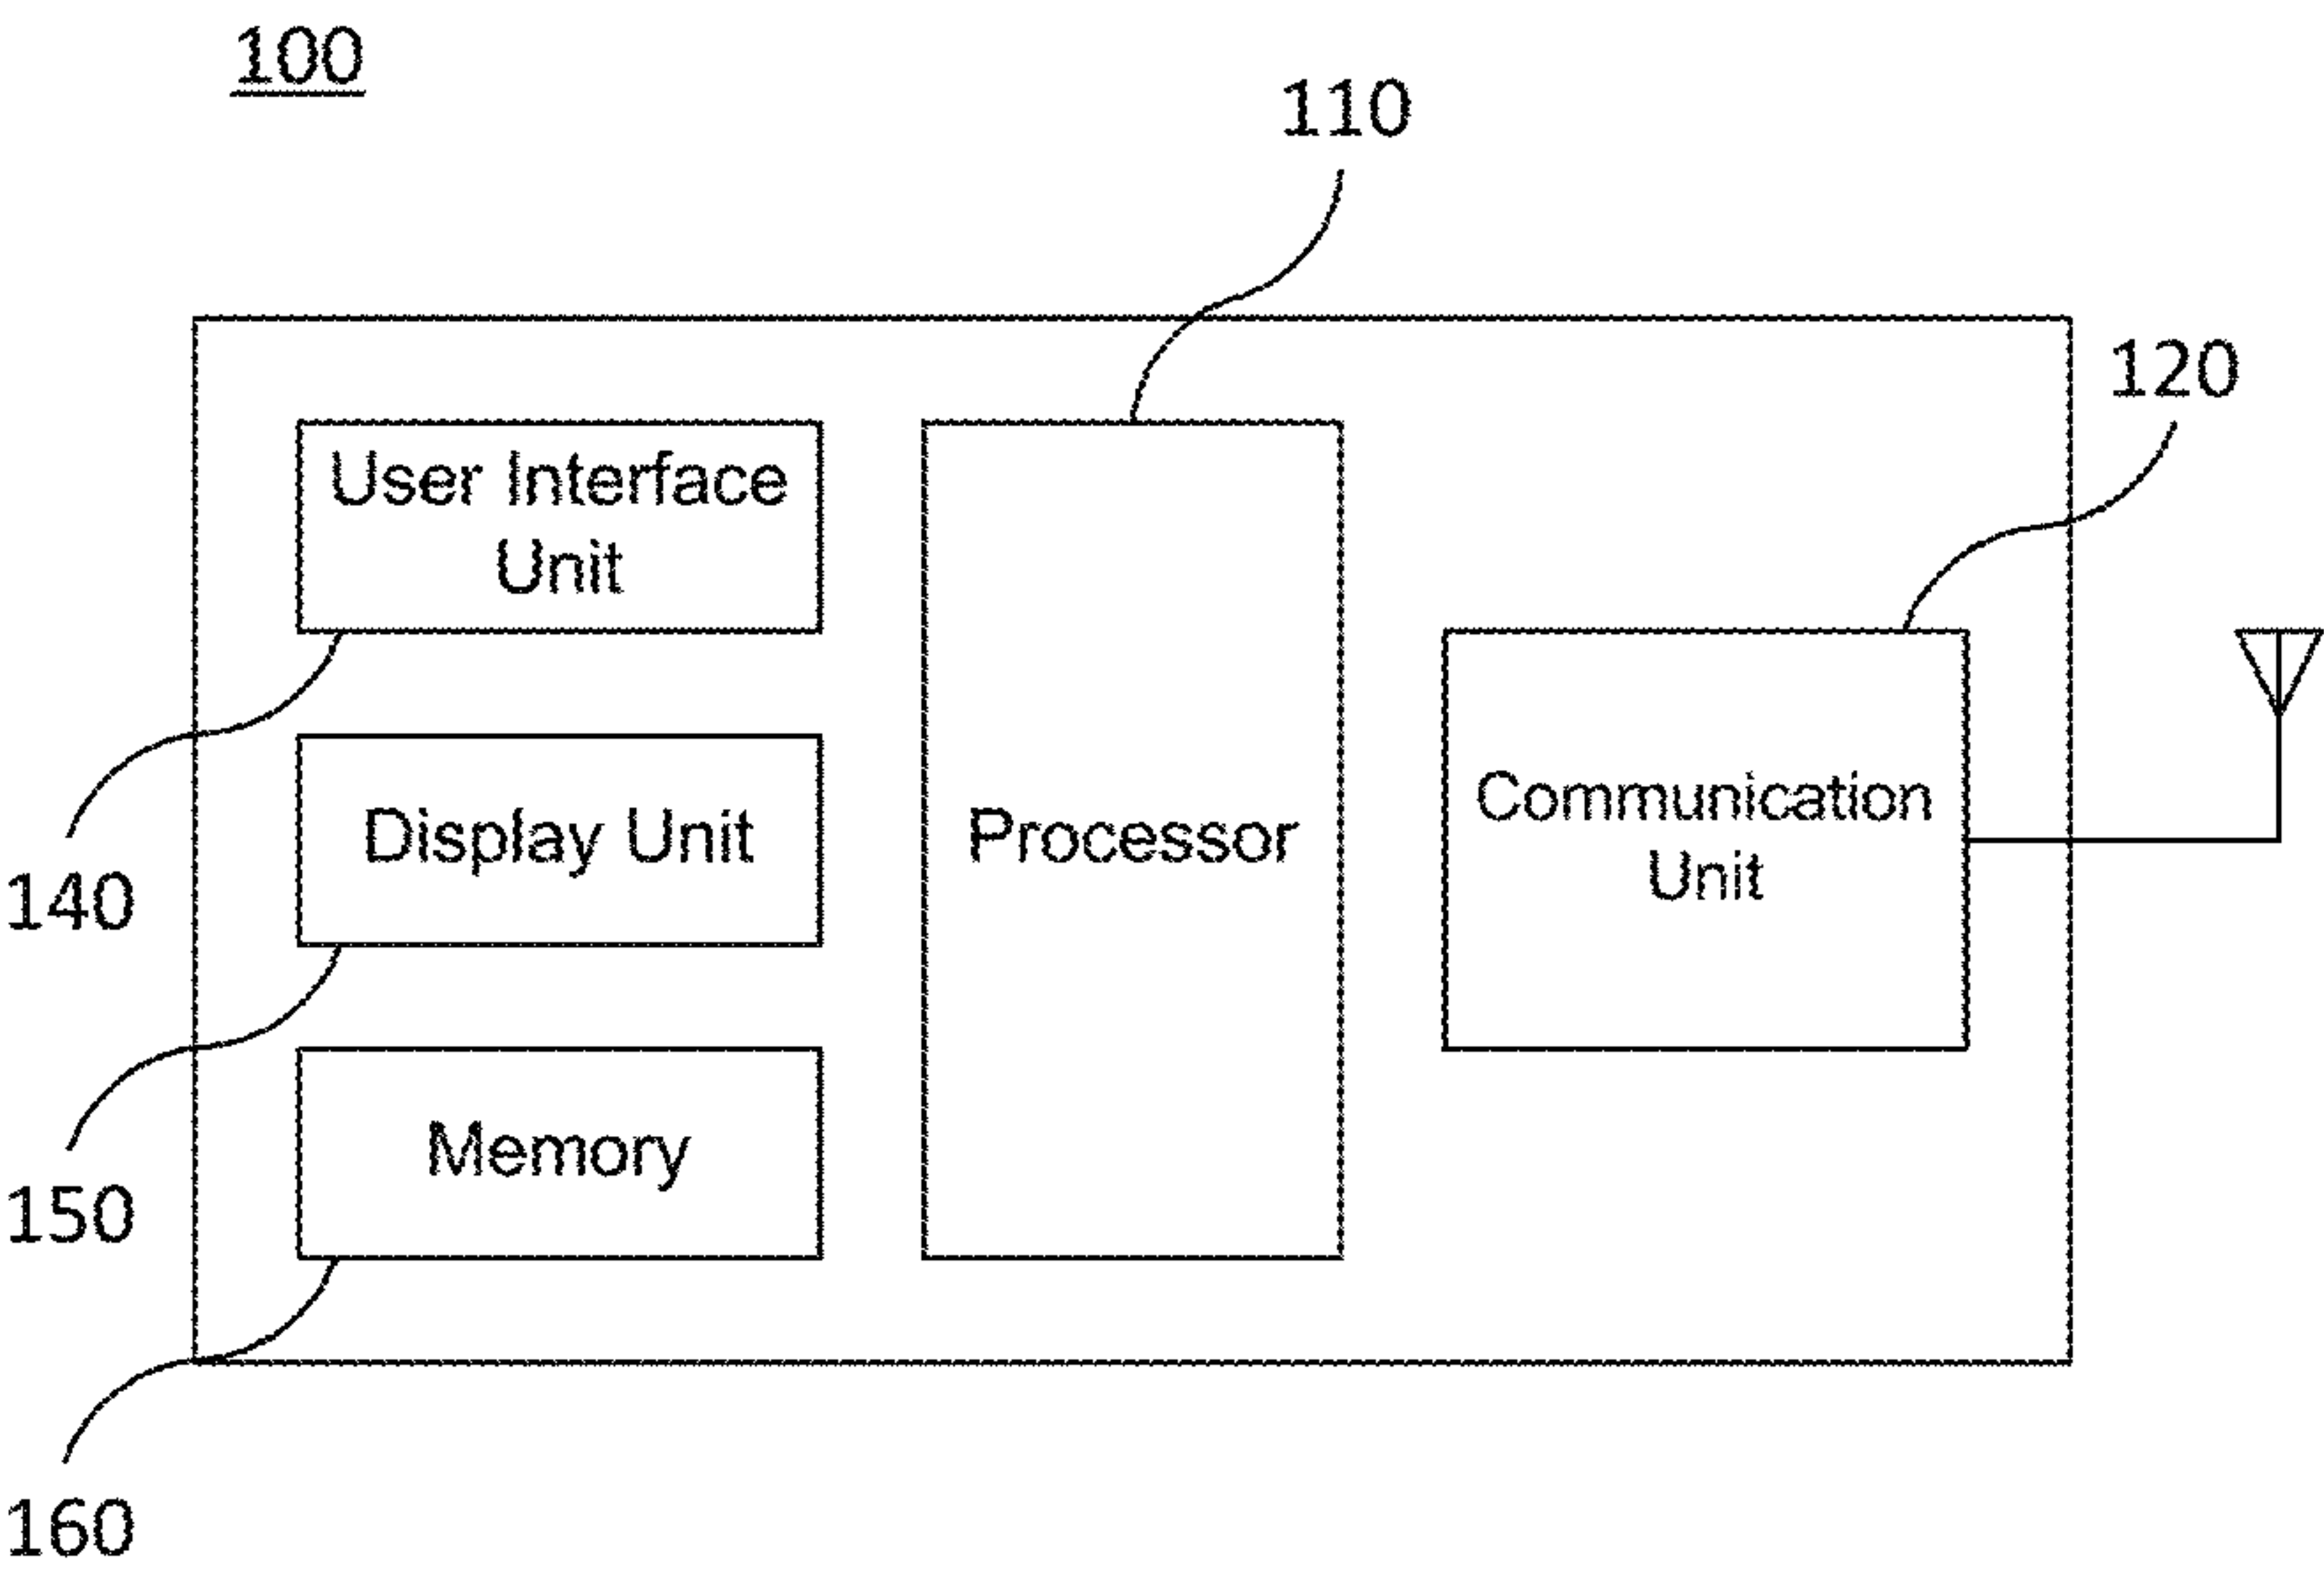 100
110
120
User Interface
Unit
140
Display Unit
Processor
Communication
Unit
150
Memory
160